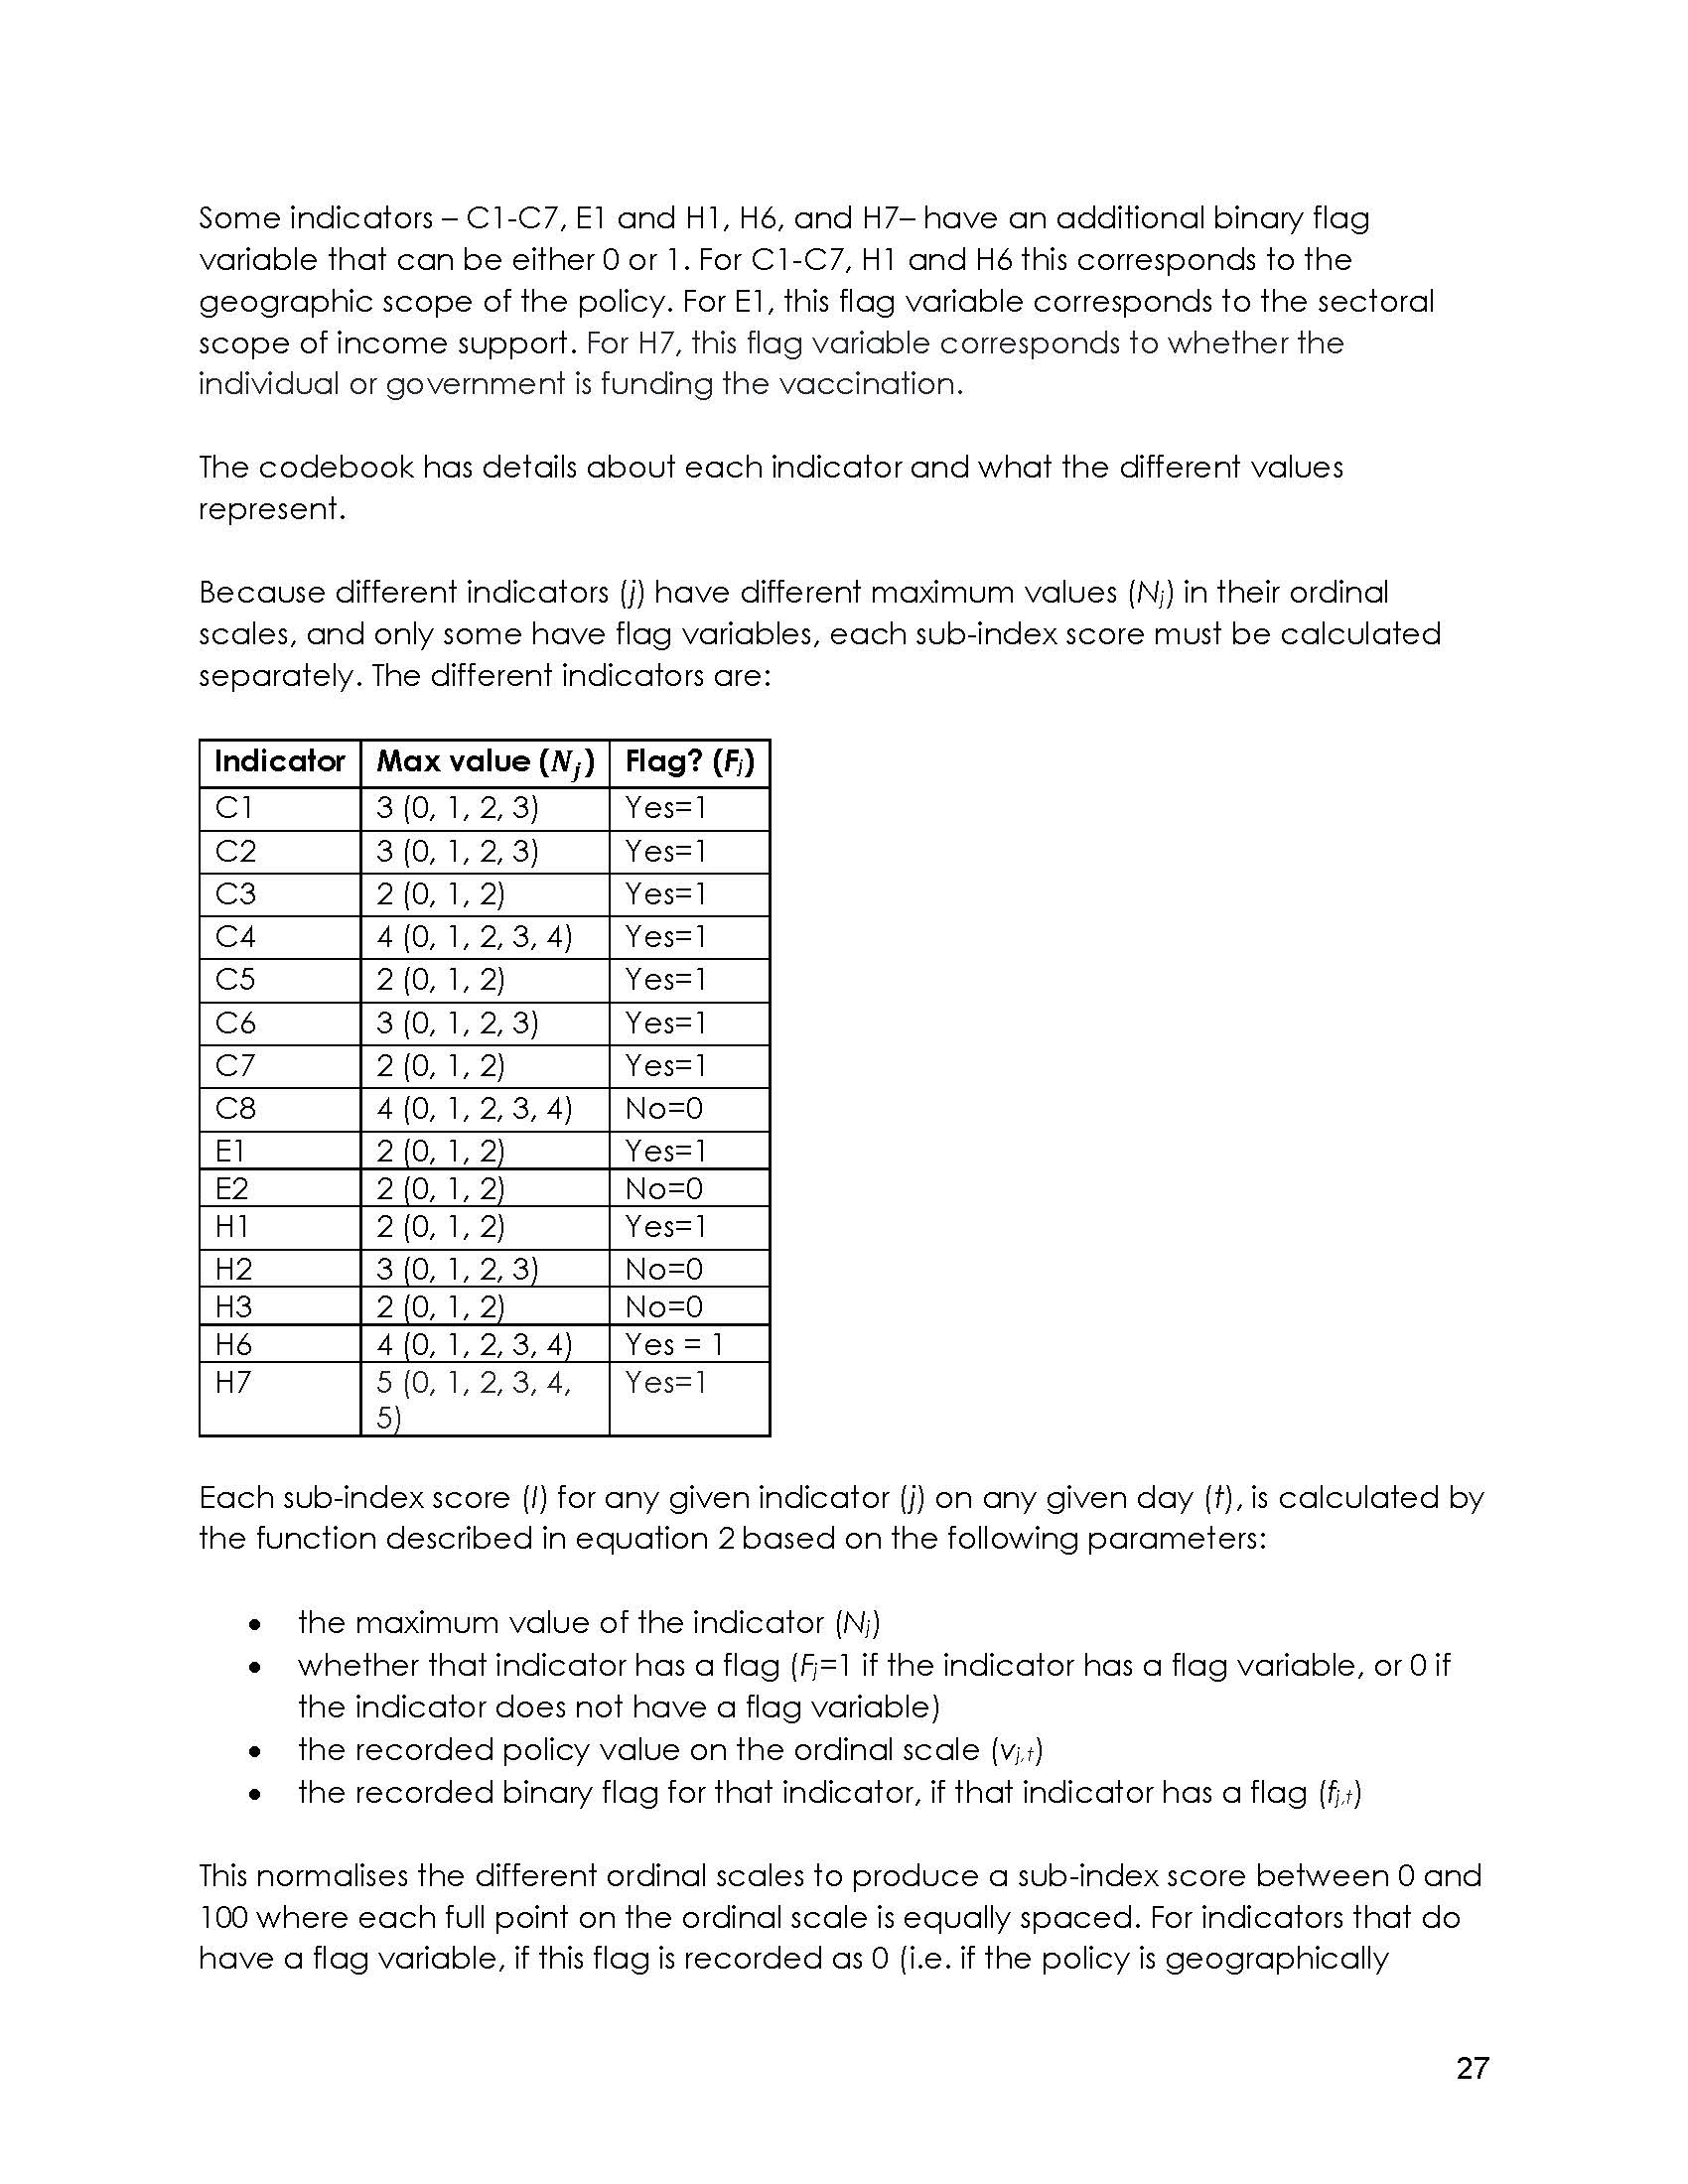 Some indicators – C1-C7, E1 and H1, H6, and H7– have an additional binary flag
variable that can be either 0 or 1. For C1-C7, H1 and H6 this corresponds to the
geographic scope of the policy. For E1, this flag variable corresponds to the sectoral
scope of income support. For H7, this flag variable corresponds to whether the
individual or government is funding the vaccination.
The codebook has details about each indicator and what the different values
represent.
Because different indicators (j) have different maximum values (Nj) in their ordinal
scales, and only some have flag variables, each sub-index score must be calculated
separately. The different indicators are:
Indicator Max value (Nj) Flag? (Fj)
C1 3 (0, 1, 2, 3) Yes=1
C2 3 (0, 1, 2, 3) Yes=1
C3 2 (0, 1, 2) Yes=1
C4 4 (0, 1, 2, 3, 4) Yes=1
C5 2 (0, 1, 2) Yes=1
C6 3 (0, 1, 2, 3) Yes=1
C7 2 (0, 1, 2) Yes=1
C8 4 (0, 1, 2, 3, 4) No=0
E1 2 (0, 1, 2) Yes=1
E2 2 (0, 1, 2) No=0
H1 2 (0, 1, 2) Yes=1
H2 3 (0, 1, 2, 3) No=0
H3 2 (0, 1, 2) No=0
H6 4 (0, 1, 2, 3, 4) Yes = 1
H7 5 (0, 1, 2, 3, 4, Yes=1
5)
Each sub-index score (I) for any given indicator (j) on any given day (t), is calculated by
the function described in equation 2 based on the following parameters:
• the maximum value of the indicator (Nj)
• whether that indicator has a flag (Fj=1 if the indicator has a flag variable, or 0 if
the indicator does not have a flag variable)
• the recorded policy value on the ordinal scale (vj,t)
• the recorded binary flag for that indicator, if that indicator has a flag (fj,t)
This normalises the different ordinal scales to produce a sub-index score between 0 and
100 where each full point on the ordinal scale is equally spaced. For indicators that do
have a flag variable, if this flag is recorded as 0 (i.e. if the policy is geographically
27